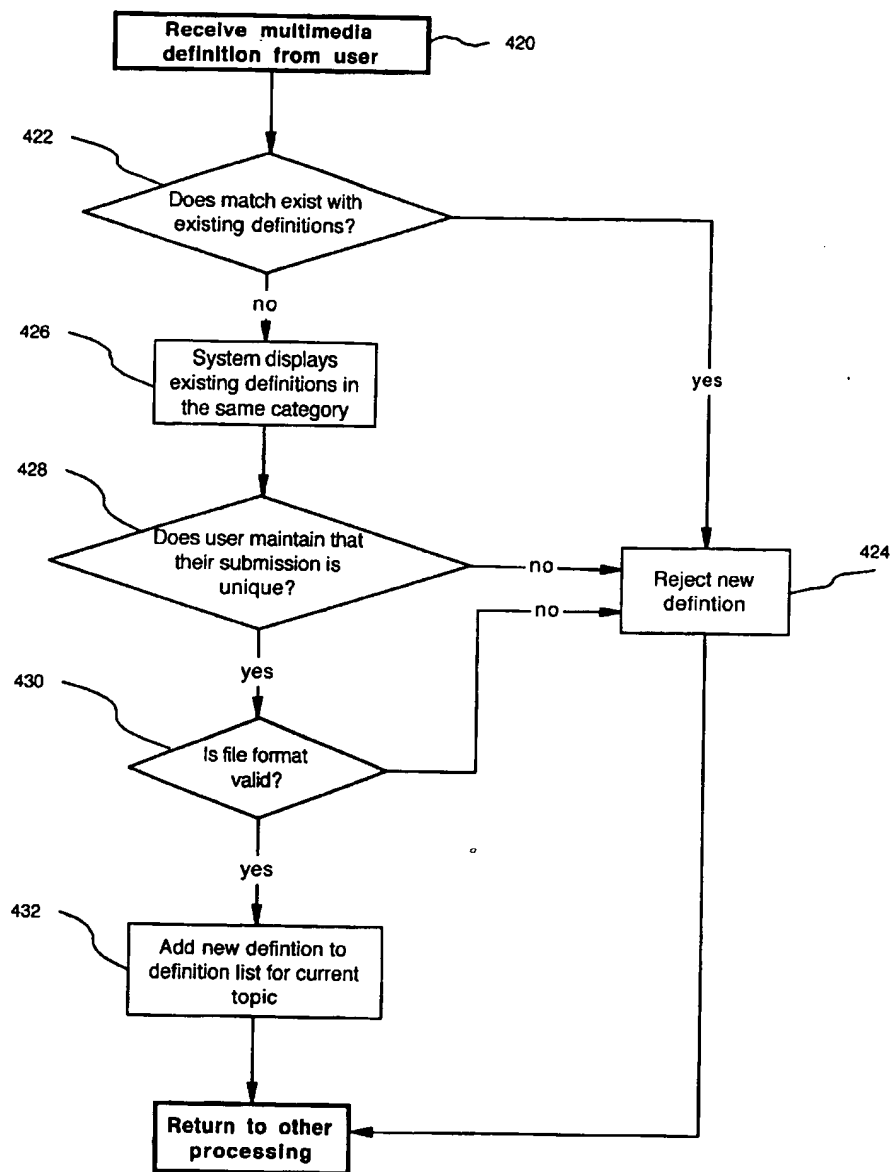 Receive multimedia
definition from user
420
422
Does match exist with
existing definitions?
no
yes
426
System displays
existing definitions in
the same category
428
Does user maintain that
their submission is
unique?
no
no
Reject new
defintion
424
yes
430
Is file format
valid?
yes
432
Add new defintion to
definition list for current
topic
Return to other
processing